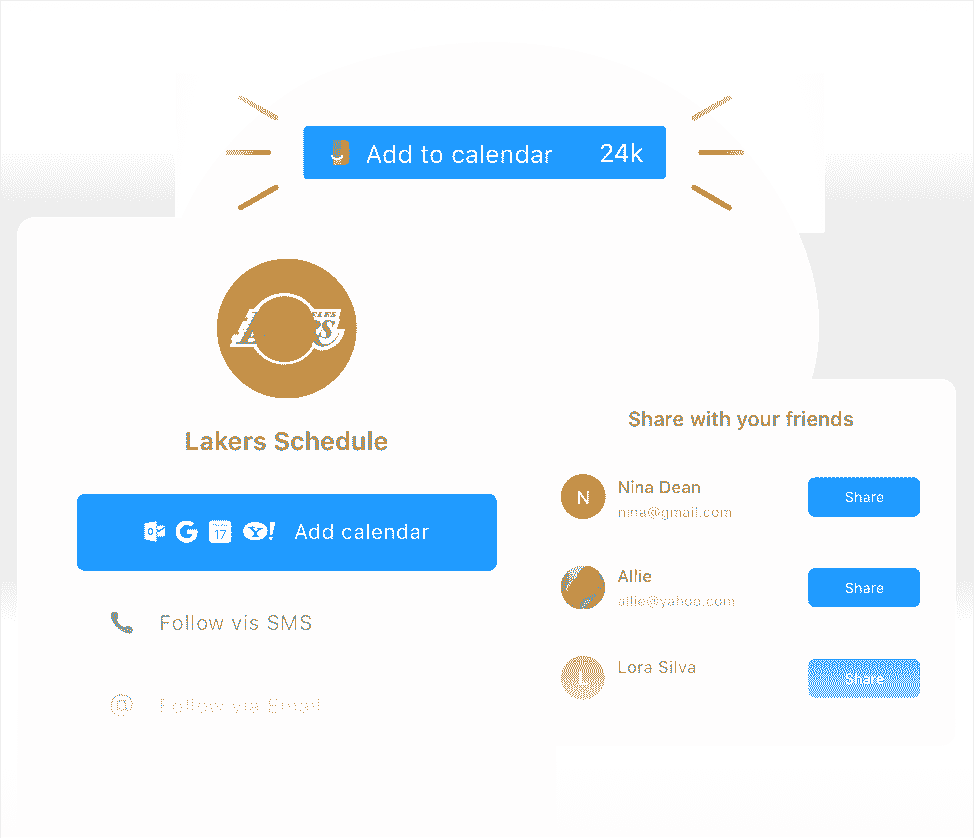 Add to calendar 24k
Lakers Schedule
17 Add calendar
Follow vis SMS
Follow via Email
Share with your friends
N Nina Dean Share
nina@gmail.com
Allie Share
allie@yahoo.com
L Lora Silva Share